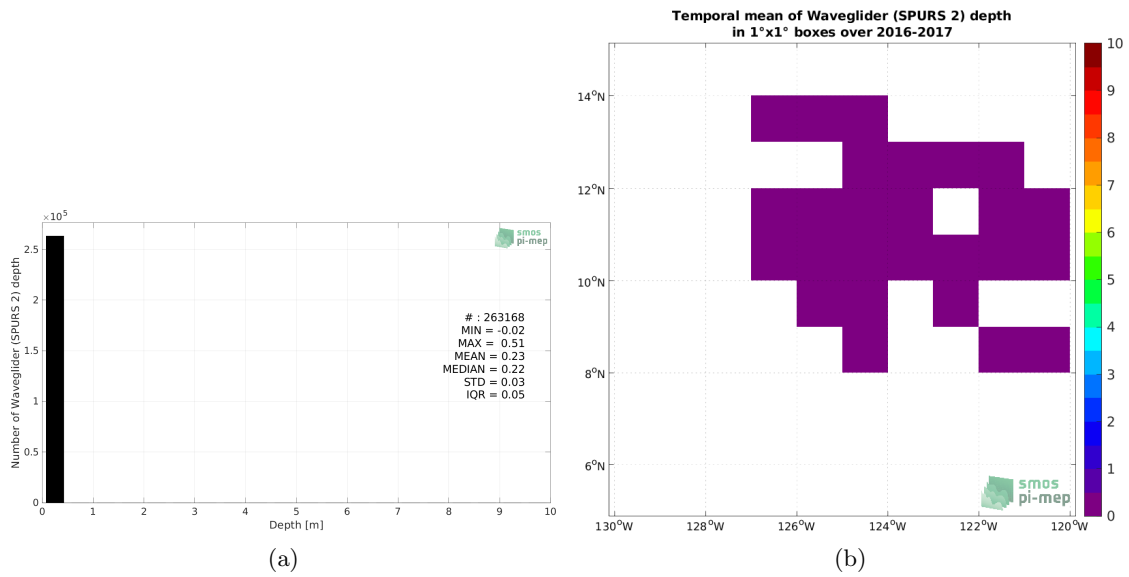 ×10⁵
2.5
2
1.5
1
0.5
0
Number of Waveglider (SPURS 2) depth
smos
pi-mep
# : 263168
MIN = -0.02
MAX = 0.51
MEAN = 0.23
MEDIAN = 0.22
STD = 0.03
IQR = 0.05
0 1 2 3 4 5 6 7 8 9 10
Depth [m]
(a)
Temporal mean of Waveglider (SPURS 2) depth
in 1°x1° boxes over 2016-2017
14°N
12°N
10°N
8°N
6°N
130°W 128°W 126°W 124°W 122°W 120°W
smos
pi-mep
10
9
8
7
6
5
4
3
2
1
0
(b)